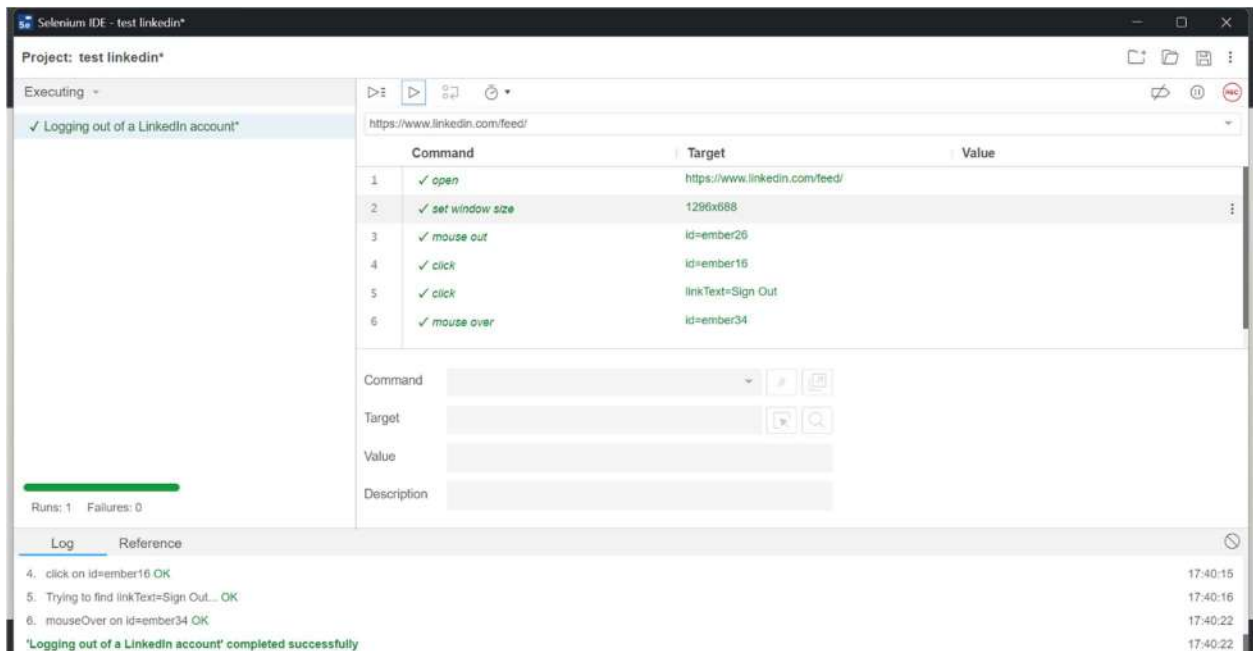 Selenium IDE - test linkedin*
Project: test linkedin*
Executing
✓ Logging out of a LinkedIn account*
Runs: 1 Failures: 0
REC
https://www.linkedin.com/feed/
Command Target Value
1 ✓ open https://www.linkedin.com/feed/
2 ✓ set window size 1296x688
3 ✓ mouse out id=ember26
4 ✓ click id=ember16
5 ✓ click linkText=Sign Out
6 ✓ mouse over id=ember34
Command
Target
Value
Description
Log Reference
4. click on id=ember16 OK 17:40:15
5. Trying to find linkText=Sign Out... OK 17:40:16
6. mouseOver on id=ember34 OK 17:40:22
'Logging out of a LinkedIn account' completed successfully 17:40:22